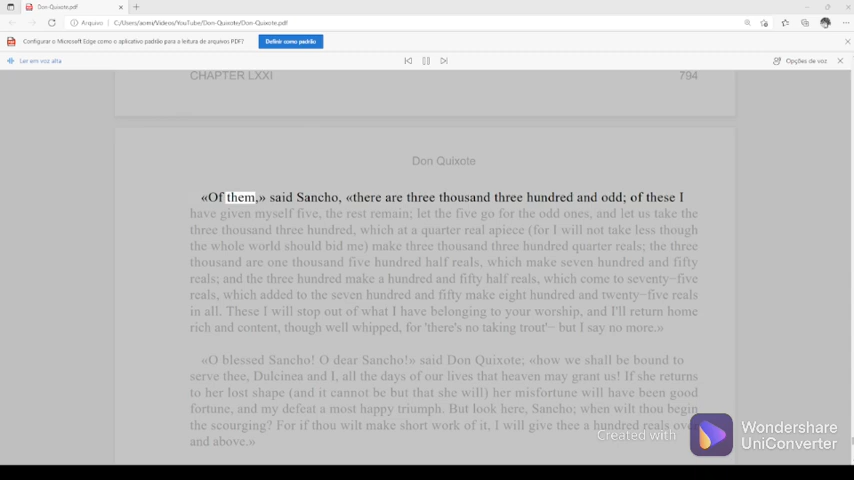 Don-Quixote.pdf
Arquivo
C:/Users/aoms/Videos/YouTube/Don-Quixote/Don-Quixote.pdf
Configurar o Microsoft Edge como o aplicativo padrão para a leitura de arquivos PDF?
Definir como padrão
Ler em voz alta
Opções de voz
CHAPTER LXXI
794
Don Quixote
«Of them,» said Sancho, «there are three thousand three hundred and odd; of these I
have given myself five, the rest remain; let the five go for the odd ones, and let us take the
three thousand three hundred, which at a quarter real apiece (for I will not take less though
the whole world should bid me) make three thousand three hundred quarter reals; the three
thousand are one thousand five hundred half reals, which make seven hundred and fifty
reals; and the three hundred make a hundred and fifty half reals, which come to seventy−five
reals, which added to the seven hundred and fifty make eight hundred and twenty−five reals
in all. These I will stop out of what I have belonging to your worship, and I'll return home
rich and content, though well whipped, for 'there's no taking trout'− but I say no more.»
«O blessed Sancho! O dear Sancho!» said Don Quixote; «how we shall be bound to
serve thee, Dulcinea and I, all the days of our lives that heaven may grant us! If she returns
to her lost shape (and it cannot be but that she will) her misfortune will have been good
fortune, and my defeat a most happy triumph. But look here, Sancho; when wilt thou begin
the scourging? For if thou wilt make short work of it, I will give thee a hundred reals over
and above.»
Created with
Wondershare
UniConverter